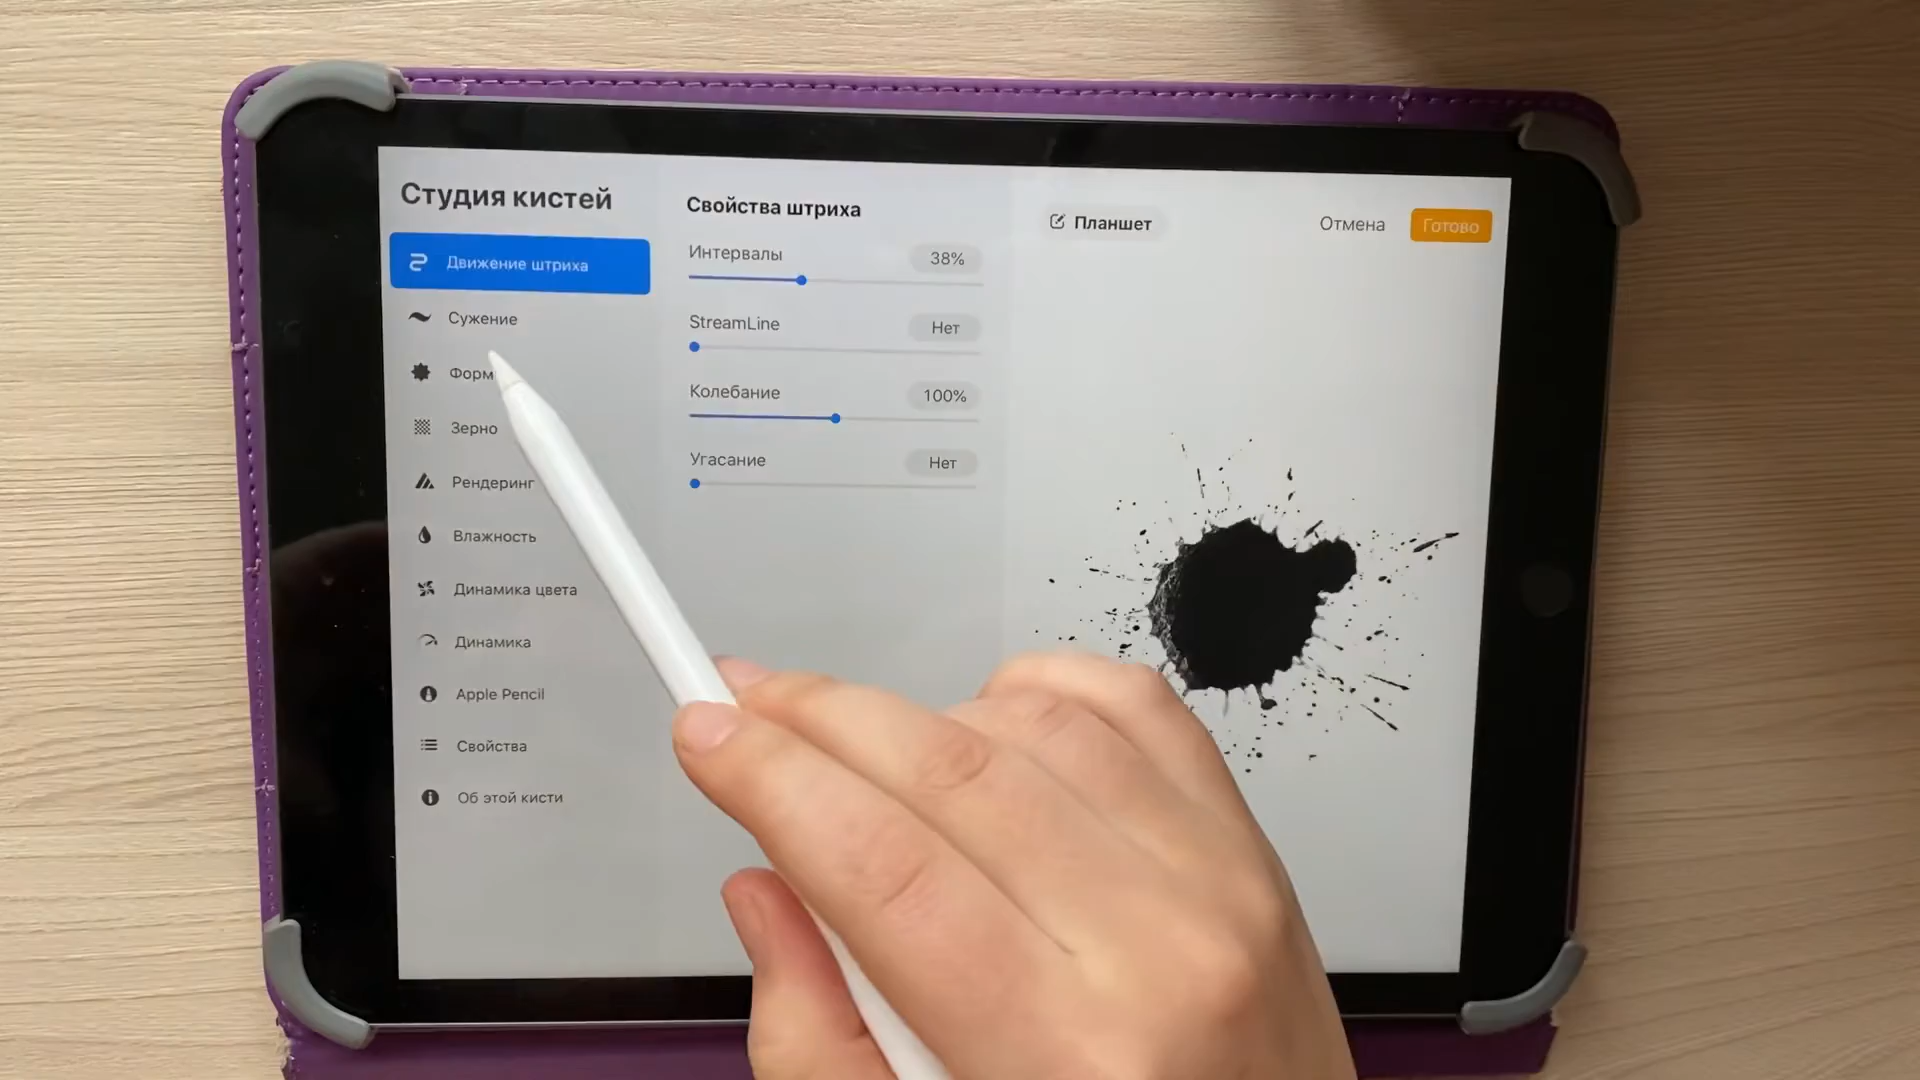 Студия кистей
Движение штриха
Сужение
Форм
Зерно
Рендеринг
Влажность
Динамика цвета
Динамика
Apple Pencil
Свойства
Об этой кисти
Свойства штриха
Интервалы 38%
StreamLine Нет
Колебание 100%
Угасание Нет
Планшет
Отмена
Готово